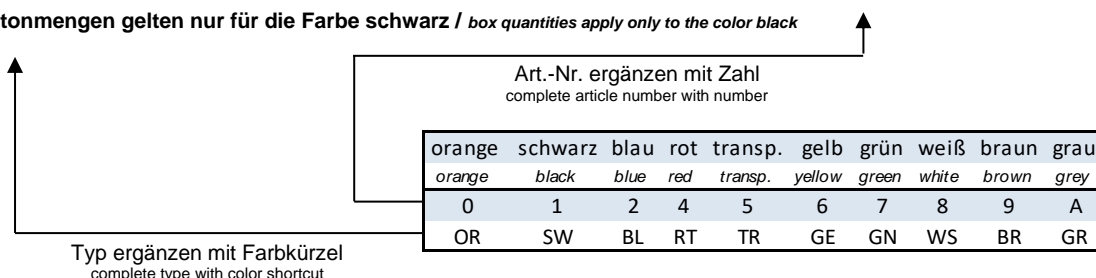 tonmengen gelten nur für die Farbe schwarz / box quantities apply only to the color black
Art.-Nr. ergänzen mit Zahl
complete article number with number
orange schwarz blau rot transp. gelb grün weiß braun grau
orange black blue red transp. yellow green white brown grey
0 1 2 4 5 6 7 8 9 A
OR SW BL RT TR GE GN WS BR GR
Typ ergänzen mit Farbkürzel
complete type with color shortcut